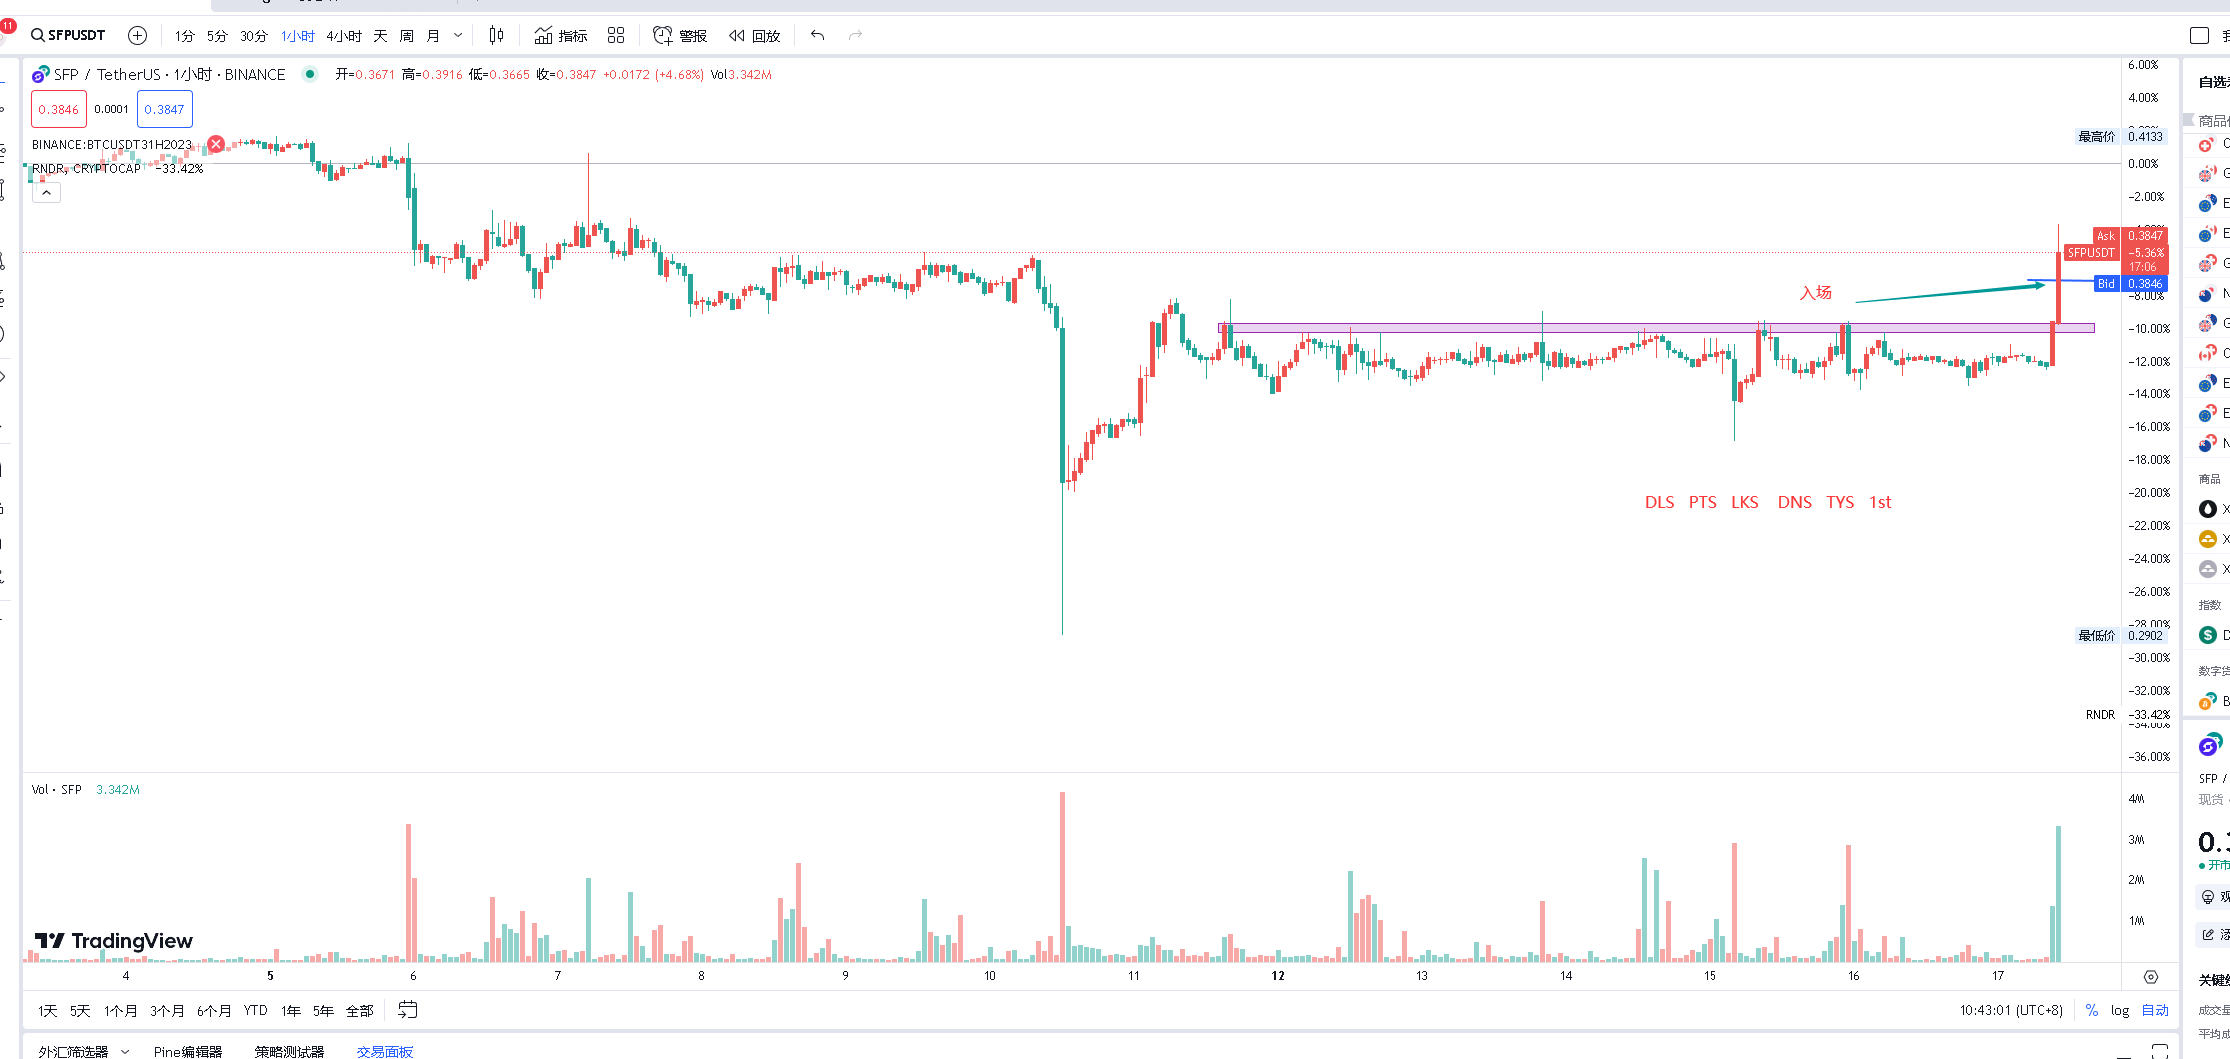 11
SFPUSDT 1分 5分 30分 1小时 4小时 天 周 月 指标 警报 回放
SFP / TetherUS · 1小时 · BINANCE 开=0.3671 高=0.3916 低=0.3665 收=0.3847 +0.0172 (+4.68%) Vol3.342M
0.3846 0.0001 0.3847
BINANCE:BTCUSDT31H2023
RNDR, CRYPTOCAP -33.42%
6.00%
4.00%
最高价 0.4133
0.00%
-2.00%
Ask 0.3847
SFPUSDT -5.36%
17:06
Bid 0.3846
-8.00%
入场
-10.00%
-12.00%
-14.00%
-16.00%
-18.00%
-20.00%
DLS PTS LKS DNS TYS 1st
-22.00%
-24.00%
-26.00%
-28.00%
最低价 0.2902
-30.00%
-32.00%
RNDR -33.42%
-34.00%
-36.00%
Vol · SFP 3.342M
4M
3M
2M
1M
TradingView
4 5 6 7 8 9 10 11 12 13 14 15 16 17
1天 5天 1个月 3个月 6个月 YTD 1年 5年 全部 10:43:01 (UTC+8) % log 自动
外汇筛选器 Pine编辑器 策略测试器 交易面板
商品
指数
SFP /
现货